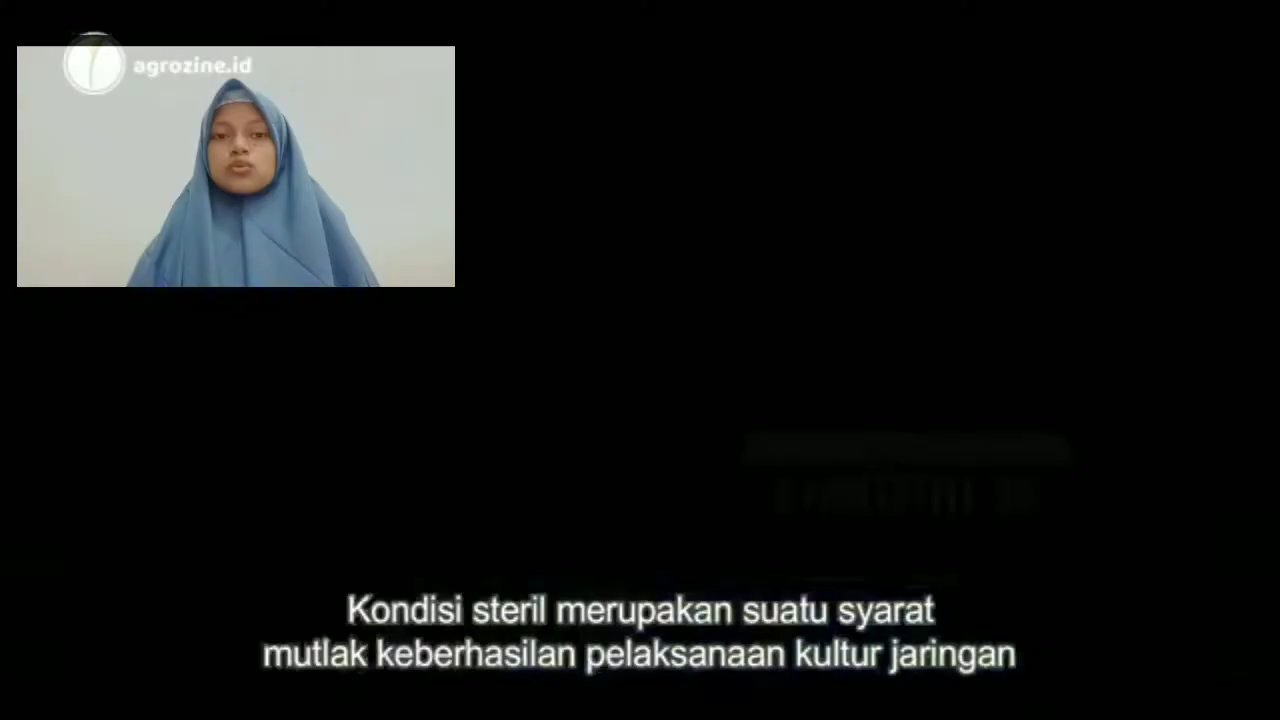 agrozine.id
Kondisi steril merupakan suatu syarat
mutlak keberhasilan pelaksanaan kultur jaringan